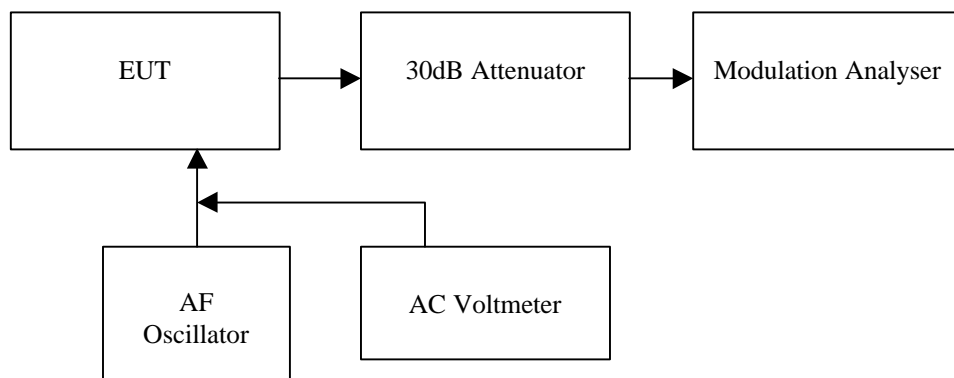 EUT
30dB Attenuator
Modulation Analyser
AF
Oscillator
AC Voltmeter